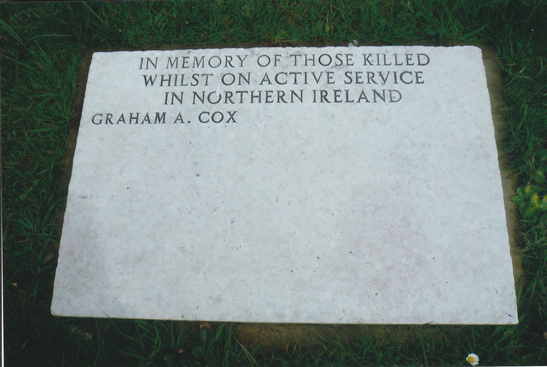 IN MEMORY OF THOSE KILLED
WHILST ON ACTIVE SERVICE
IN NORTHERN IRELAND
GRAHAM A. COX